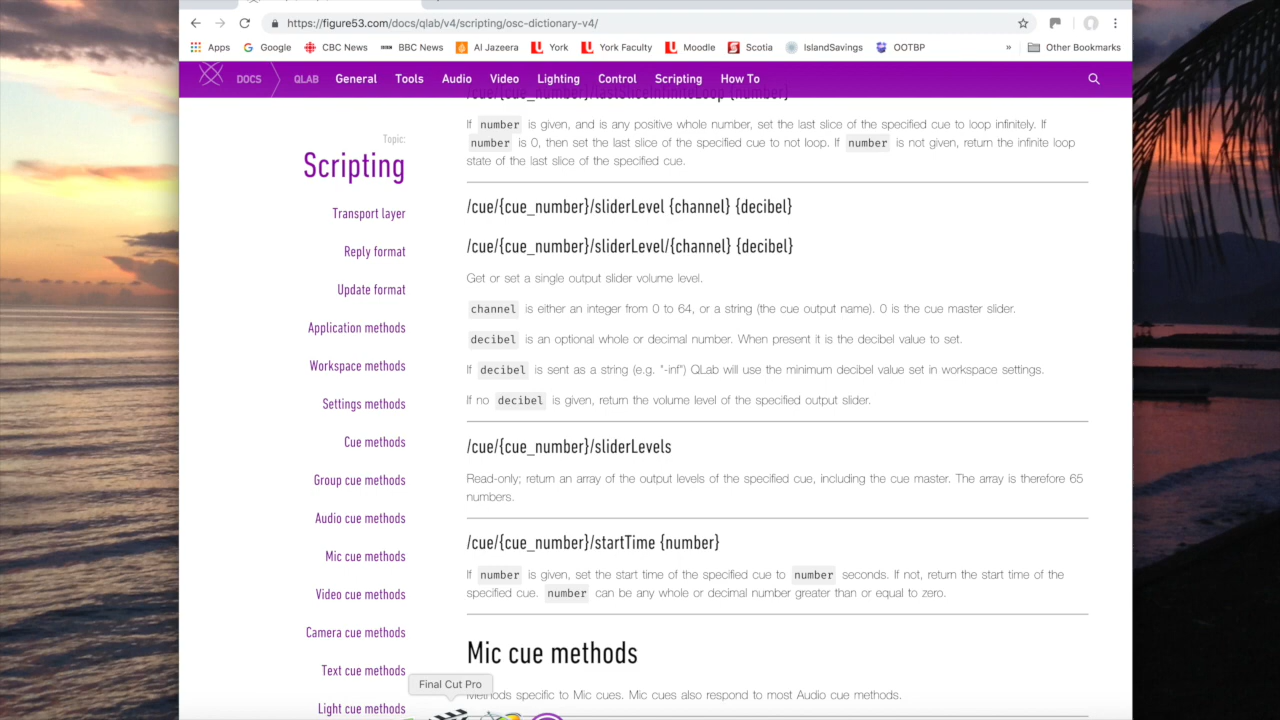 https://figure53.com/docs/qlab/v4/scripting/osc-dictionary-v4/
Apps Google CBC News BBC News Al Jazeera York York Faculty Moodle Scotia IslandSavings OOTBP » Other Bookmarks
DOCS QLAB General Tools Audio Video Lighting Control Scripting How To
/cue/{cue_number}/lastSliceInfiniteLoop {number}
If number is given, and is any positive whole number, set the last slice of the specified cue to loop infinitely. If
number is 0, then set the last slice of the specified cue to not loop. If number is not given, return the infinite loop
state of the last slice of the specified cue.
Topic:
Scripting
Transport layer
Reply format
Update format
Application methods
Workspace methods
Settings methods
Cue methods
Group cue methods
Audio cue methods
Mic cue methods
Video cue methods
Camera cue methods
Text cue methods
Light cue methods
/cue/{cue_number}/sliderLevel {channel} {decibel}
/cue/{cue_number}/sliderLevel/{channel} {decibel}
Get or set a single output slider volume level.
channel is either an integer from 0 to 64, or a string (the cue output name). 0 is the cue master slider.
decibel is an optional whole or decimal number. When present it is the decibel value to set.
If decibel is sent as a string (e.g. "-inf") QLab will use the minimum decibel value set in workspace settings.
If no decibel is given, return the volume level of the specified output slider.
/cue/{cue_number}/sliderLevels
Read-only; return an array of the output levels of the specified cue, including the cue master. The array is therefore 65
numbers.
/cue/{cue_number}/startTime {number}
If number is given, set the start time of the specified cue to number seconds. If not, return the start time of the
specified cue. number can be any whole or decimal number greater than or equal to zero.
Mic cue methods
Methods specific to Mic cues. Mic cues also respond to most Audio cue methods.
Final Cut Pro